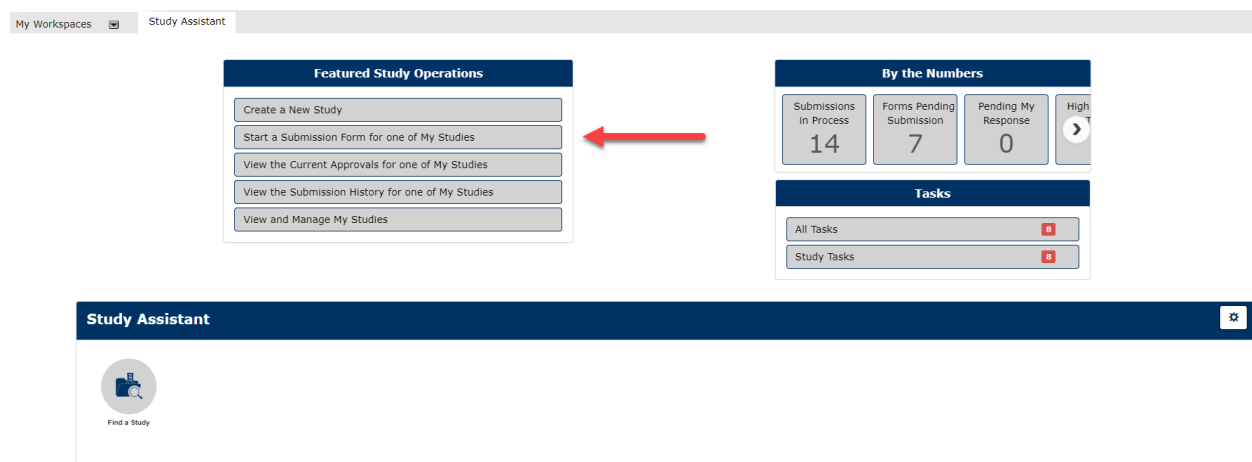 My Workspaces
Study Assistant
Featured Study Operations
Create a New Study
Start a Submission Form for one of My Studies
View the Current Approvals for one of My Studies
View the Submission History for one of My Studies
View and Manage My Studies
By the Numbers
Submissions
in Process
14
Forms Pending
Submission
7
Pending My
Response
0
High
Tasks
All Tasks
8
Study Tasks
8
Study Assistant
Find a Study